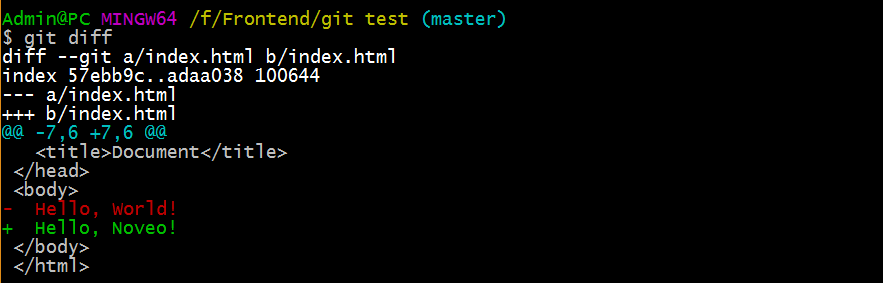 Admin@PC MINGW64 /f/Frontend/git test (master)
$ git diff
diff --git a/index.html b/index.html
index 57ebb9c..adaa038 100644
--- a/index.html
+++ b/index.html
@@ -7,6 +7,6 @@
   <title>Document</title>
 </head>
 <body>
-  Hello, World!
+  Hello, Noveo!
 </body>
 </html>